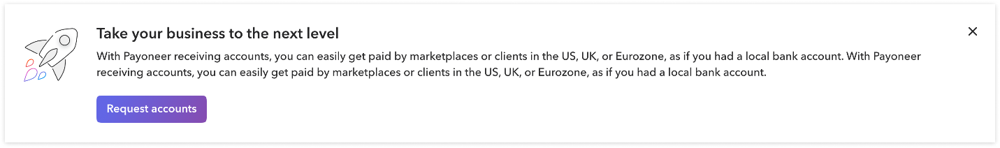 Take your business to the next level
With Payoneer receiving accounts, you can easily get paid by marketplaces or clients in the US, UK, or Eurozone, as if you had a local bank account. With Payoneer
receiving accounts, you can easily get paid by marketplaces or clients in the US, UK, or Eurozone, as if you had a local bank account.
Request accounts